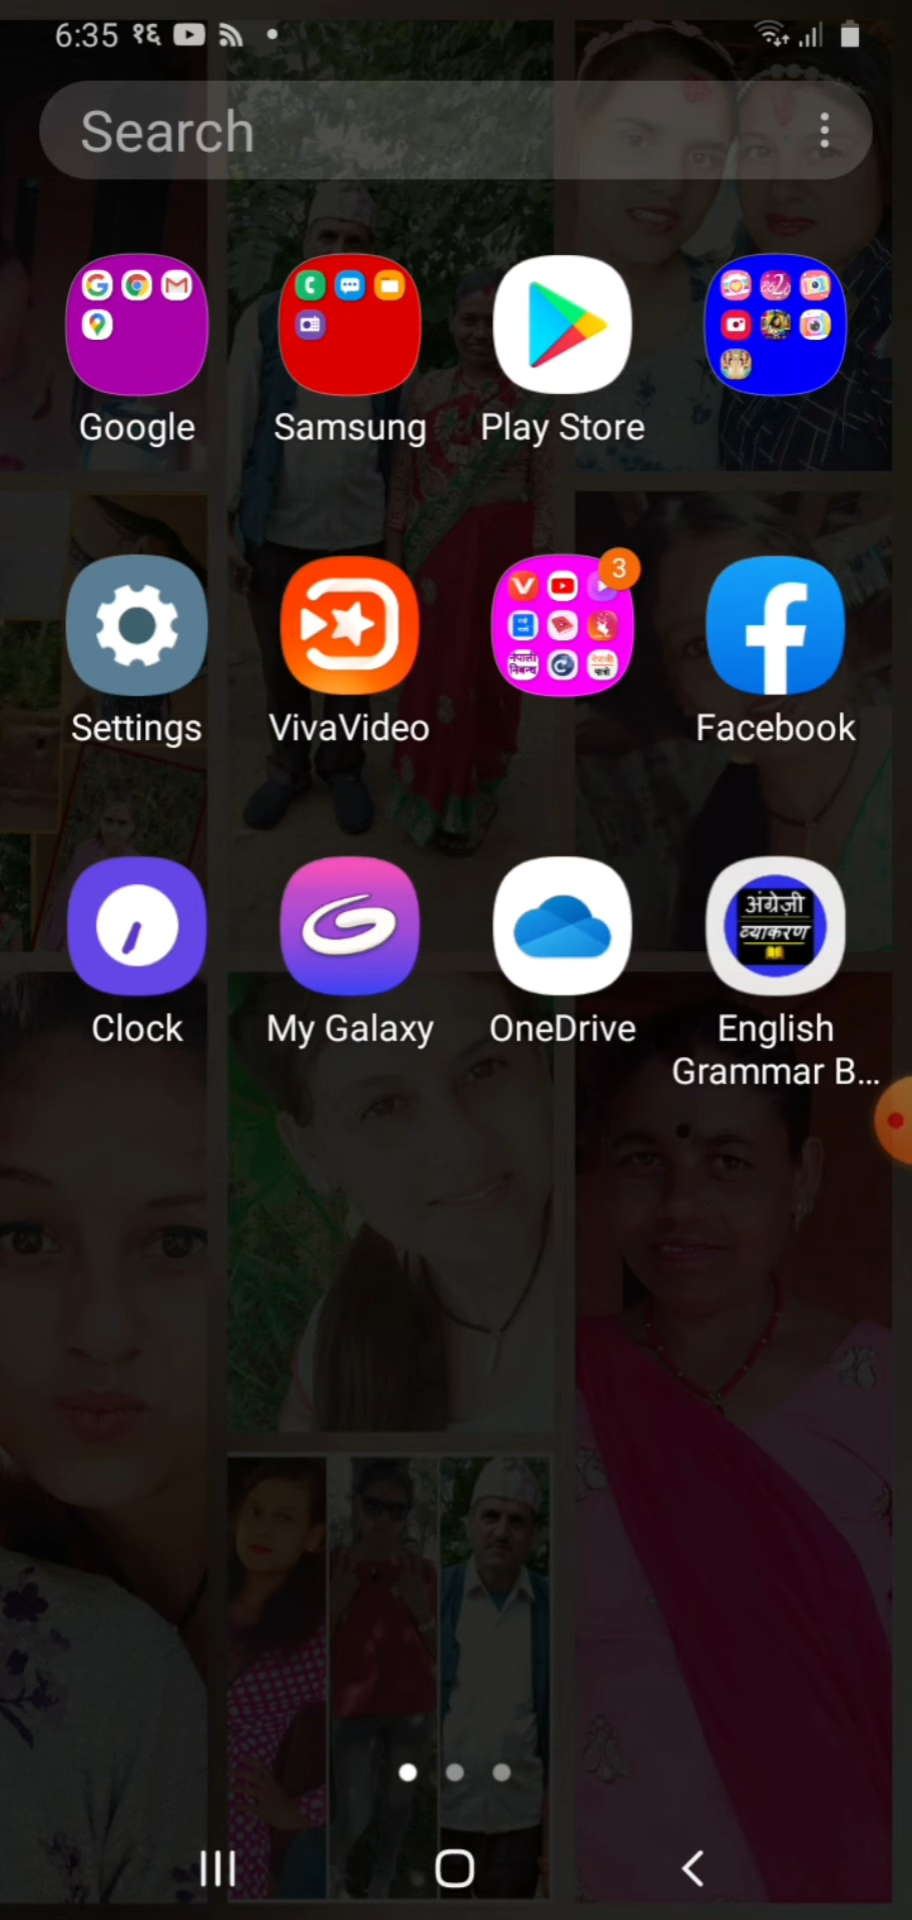 6:35 १६
Search
Google
Samsung
Play Store
Settings
VivaVideo
3
Facebook
नेपाली
निबन्ध
नेपाली
पात्रो
Clock
My Galaxy
OneDrive
अंग्रेज़ी
व्याकरण
English
Grammar B...